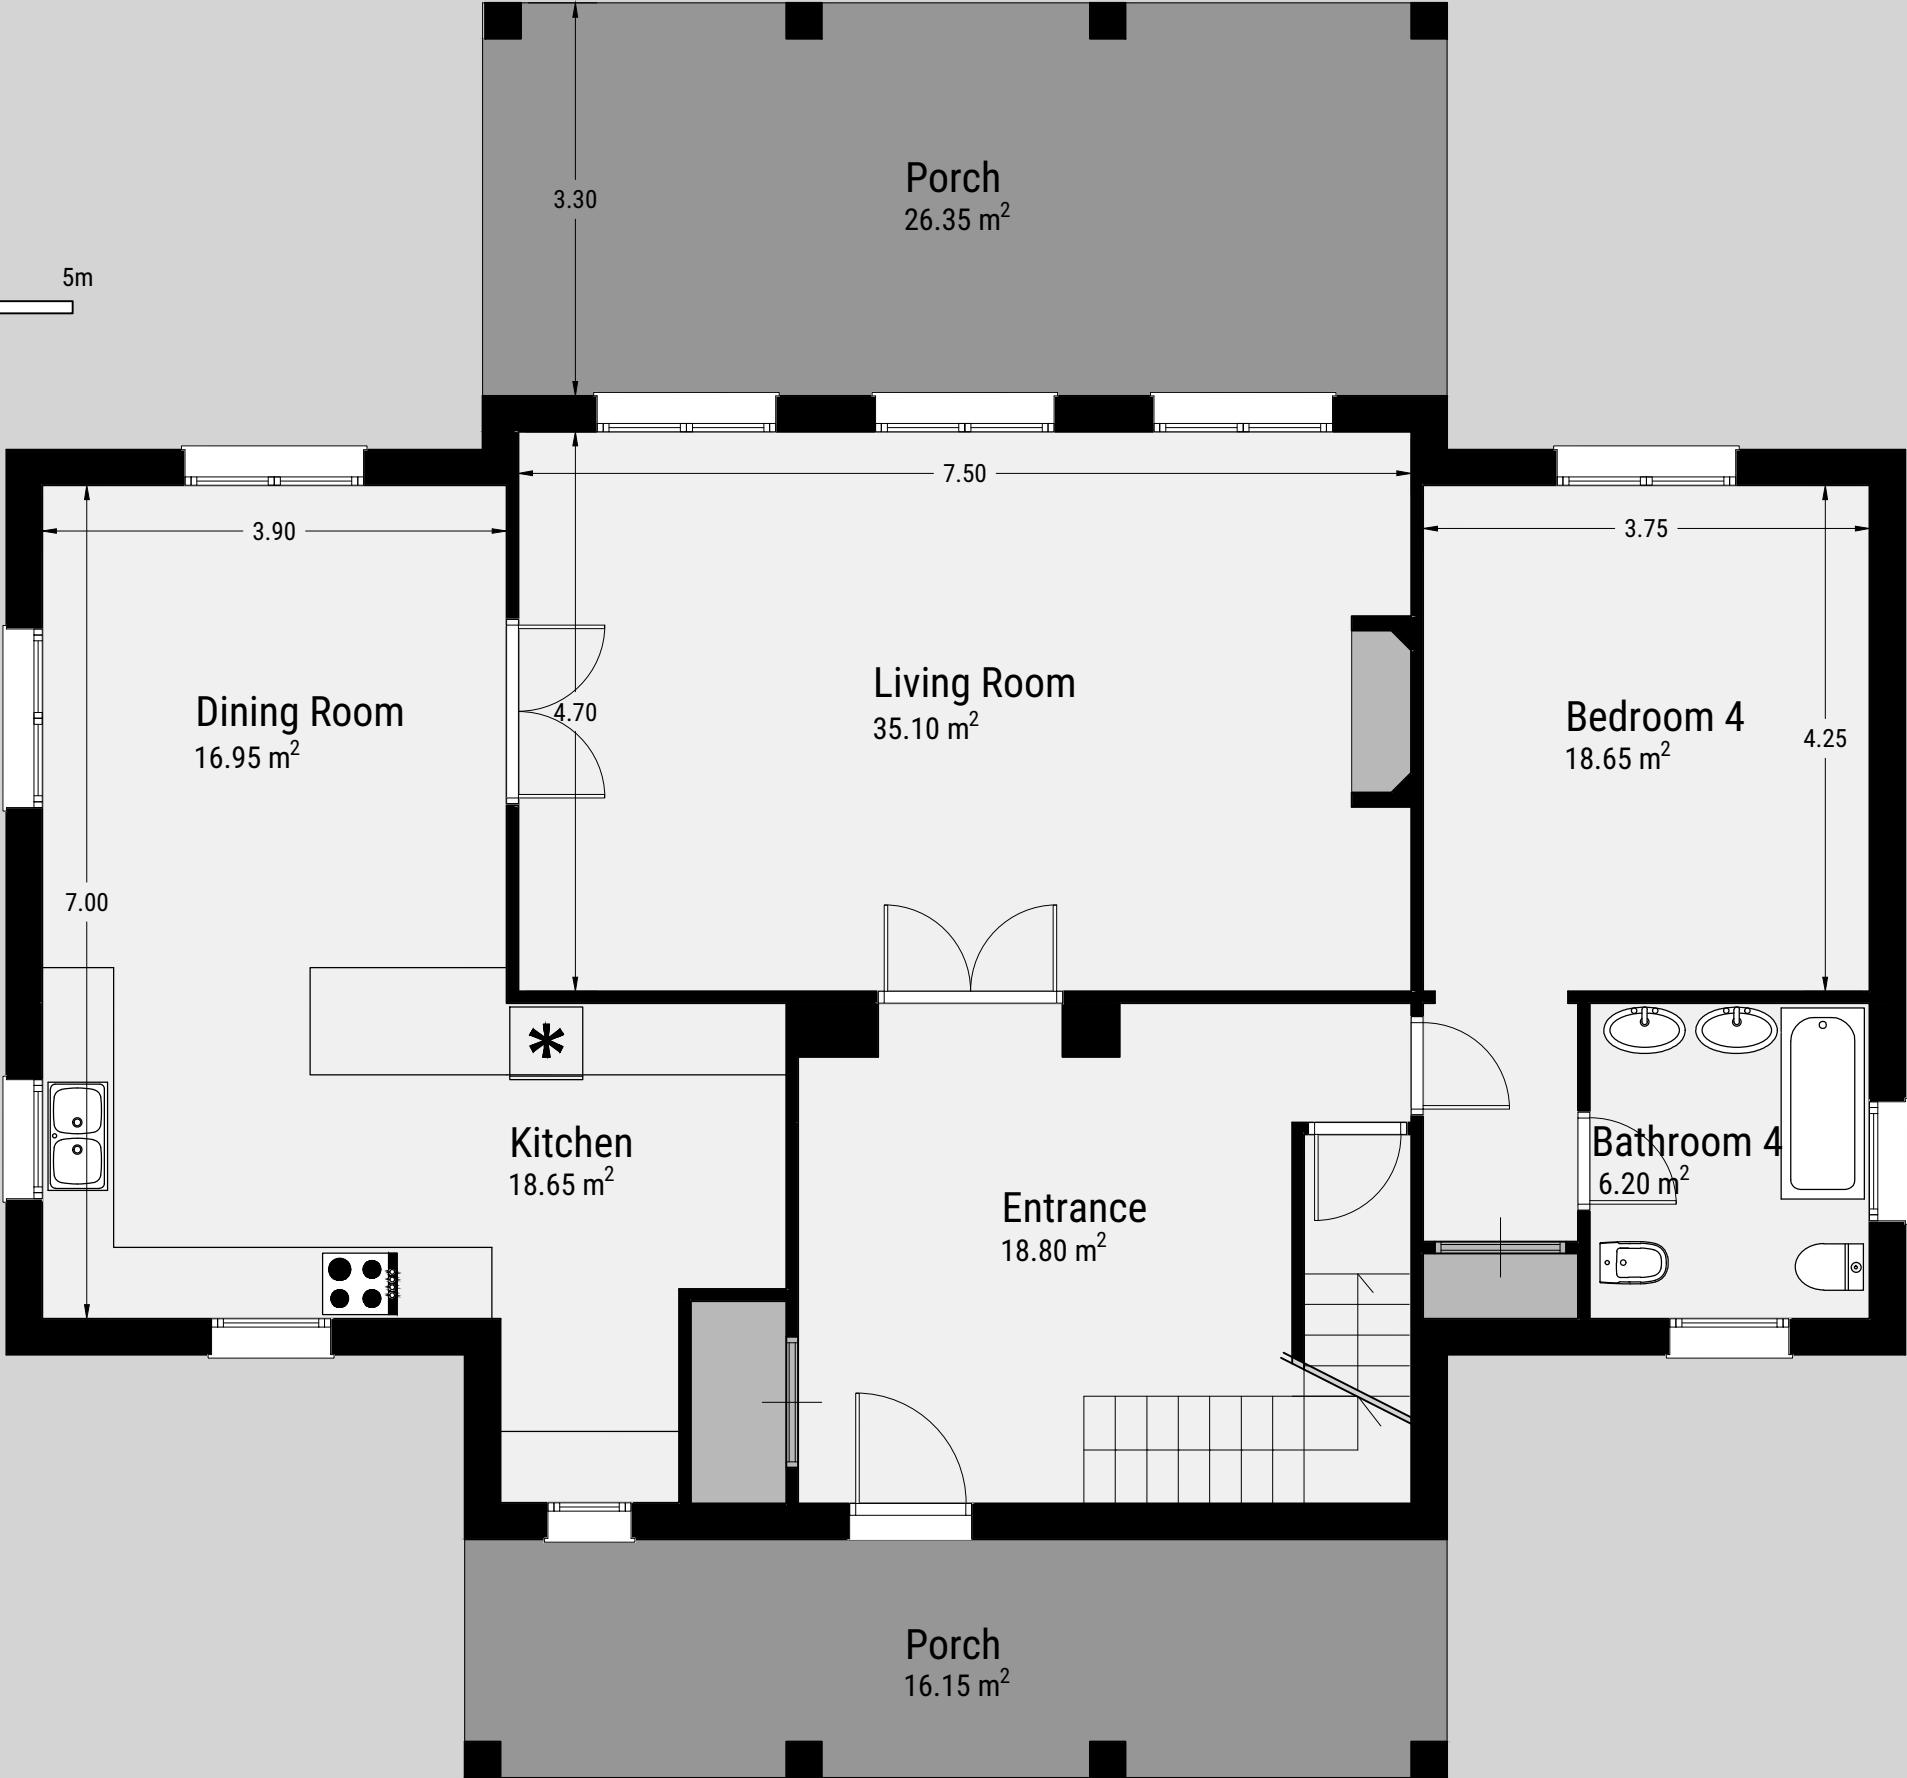 Porch
26.35 m²
3.30
5m
7.50
3.90
3.75
Living Room
35.10 m²
4.70
Dining Room
16.95 m²
Bedroom 4
18.65 m²
4.25
7.00
*
Kitchen
18.65 m²
Bathroom 4
6.20 m²
Entrance
18.80 m²
Porch
16.15 m²